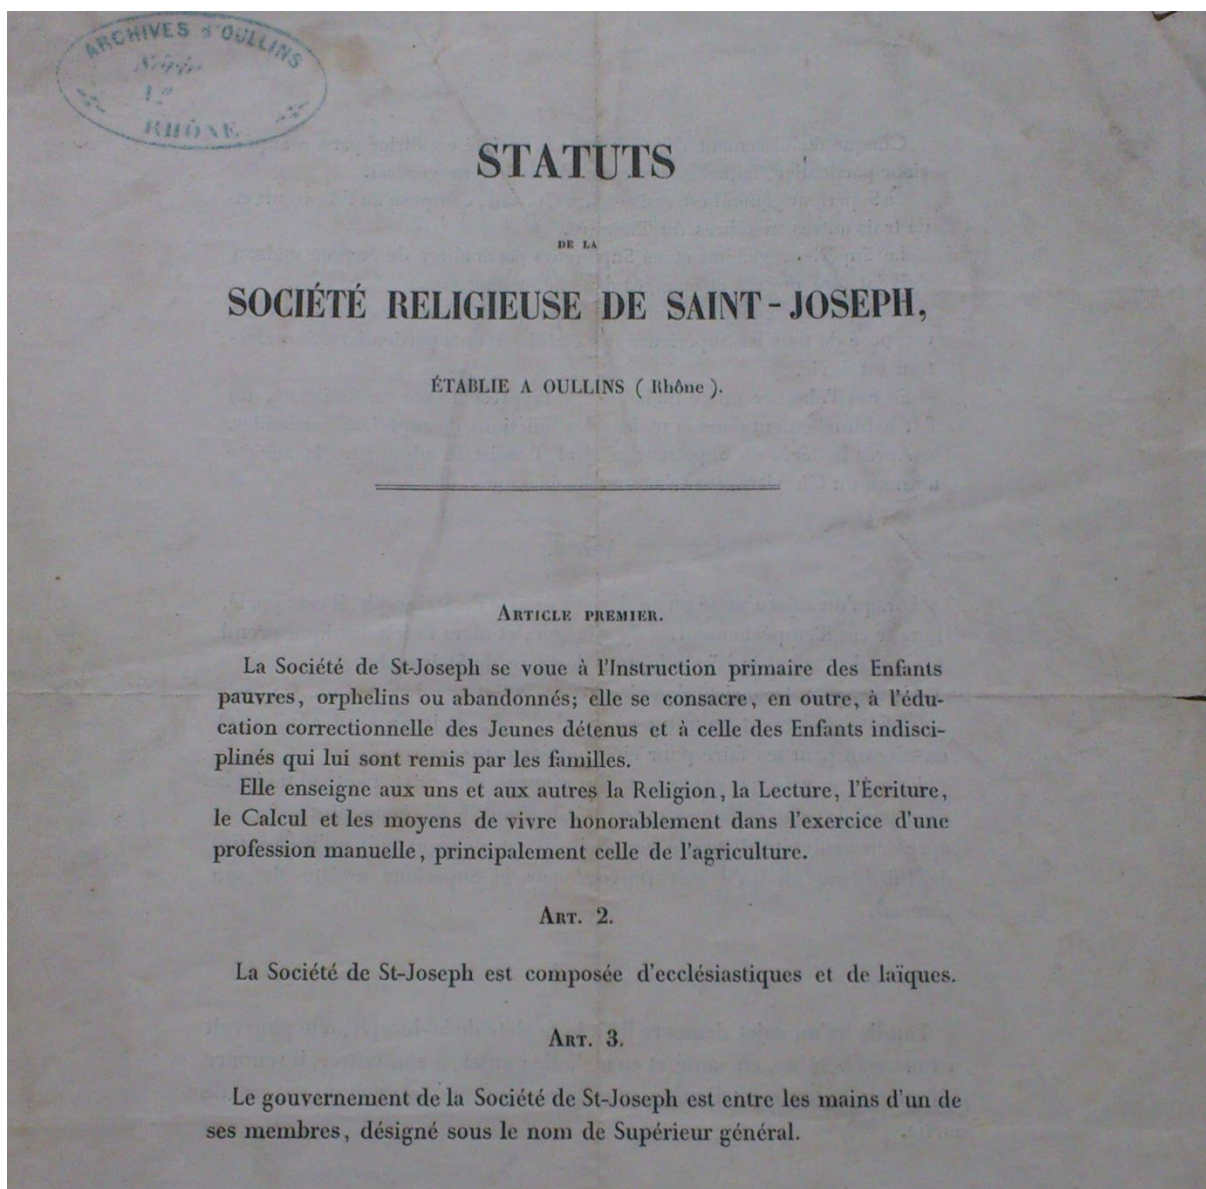 ARCHIVES d'OULLINS
Série
1º
RHÔNE
STATUTS
DE LA
SOCIÉTÉ RELIGIEUSE DE SAINT-JOSEPH,
ÉTABLIE A OULLINS ( Rhône ).
ARTICLE PREMIER.
La Société de St-Joseph se voue à l'Instruction primaire des Enfants
pauvres, orphelins ou abandonnés; elle se consacre, en outre, à l'édu-
cation correctionnelle des Jeunes détenus et à celle des Enfants indisci-
plinés qui lui sont remis par les familles.
Elle enseigne aux uns et aux autres la Religion, la Lecture, l'Écriture,
le Calcul et les moyens de vivre honorablement dans l'exercice d'une
profession manuelle, principalement celle de l'agriculture.
ART. 2.
La Société de St-Joseph est composée d'ecclésiastiques et de laïques.
ART. 3.
Le gouvernement de la Société de St-Joseph est entre les mains d'un de
ses membres, désigné sous le nom de Supérieur général.